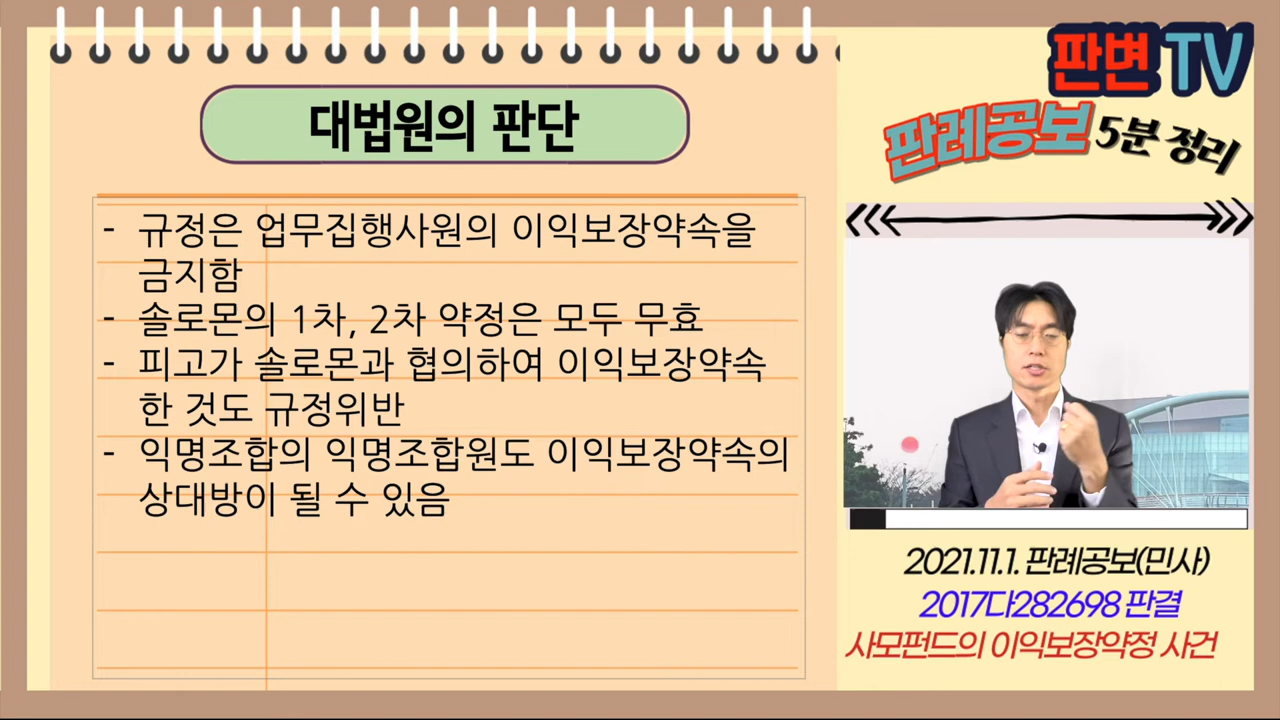 대법원의 판단
- 규정은 업무집행사원의 이익보장약속을
금지함
- 솔로몬의 1차, 2차 약정은 모두 무효
- 피고가 솔로몬과 협의하여 이익보장약속
한 것도 규정위반
- 익명조합의 익명조합원도 이익보장약속의
상대방이 될 수 있음
판변 TV
판례공보 5분 정리
2021.11.1. 판례공보(민사)
2017다282698 판결
사모펀드의 이익보장약정 사건